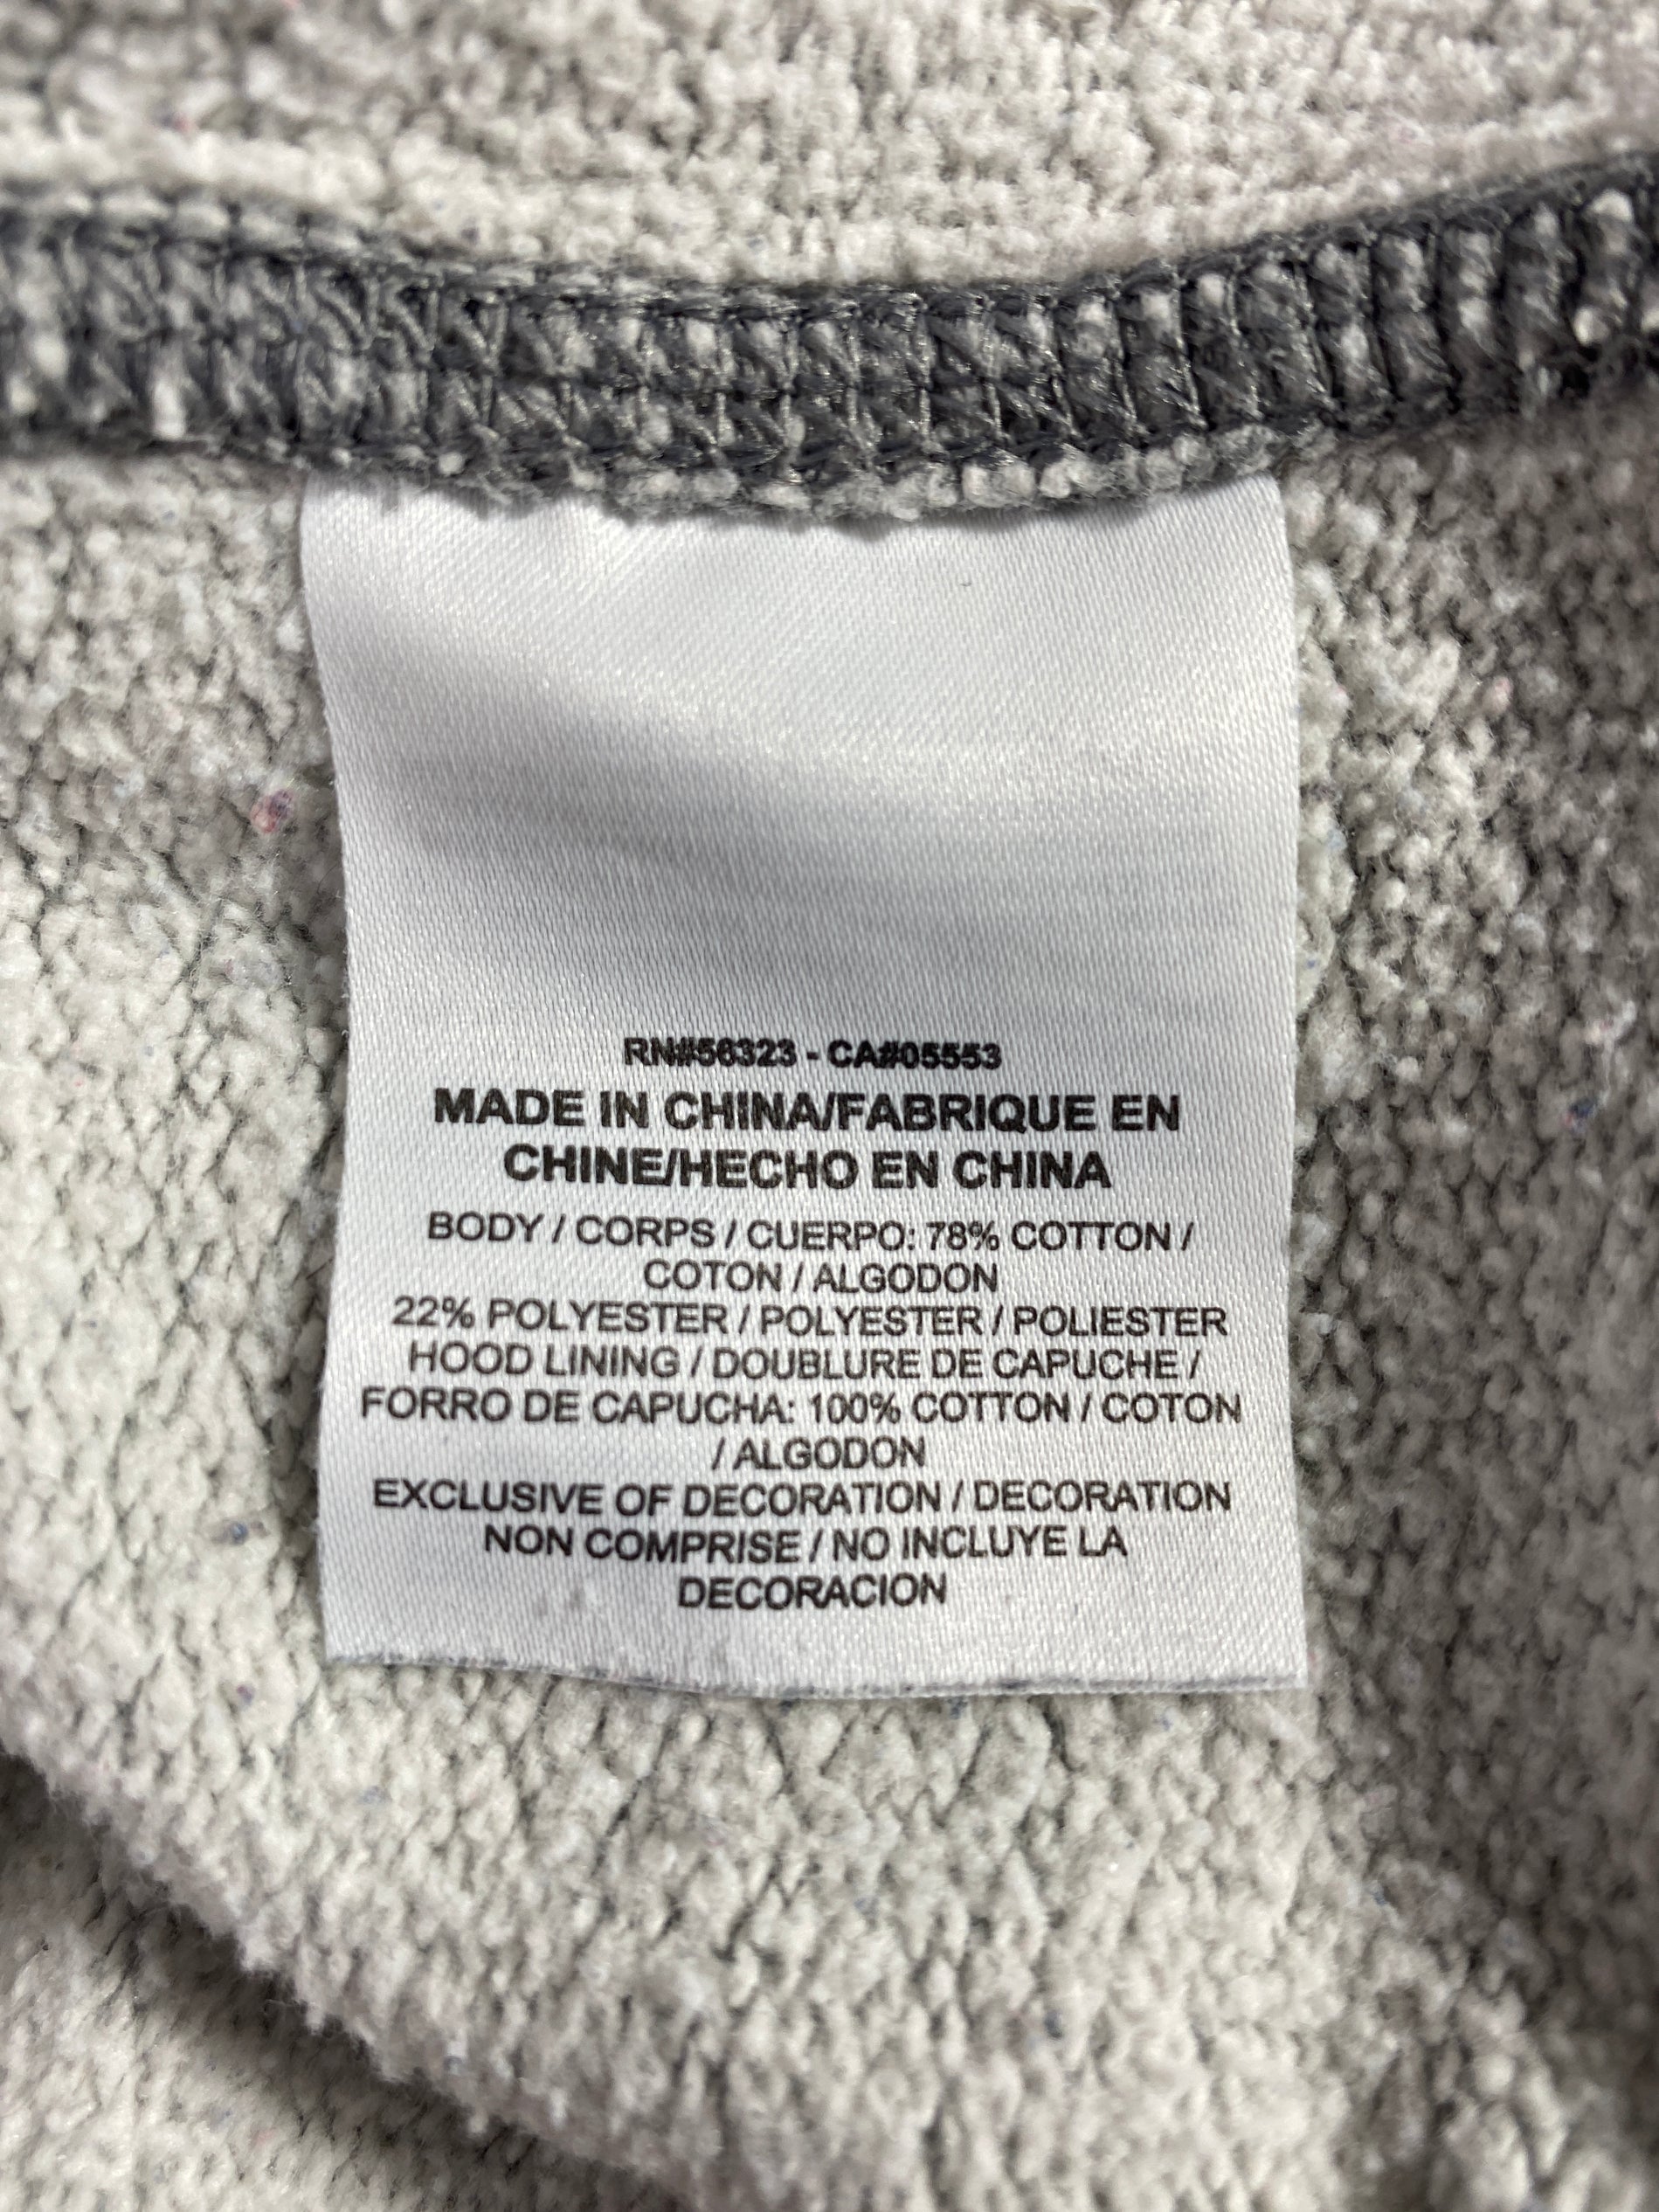 RN#56323 - CA#05553
MADE IN CHINA/FABRIQUE EN
CHINE/HECHO EN CHINA
BODY / CORPS / CUERPO: 78% COTTON /
COTON / ALGODON
22% POLYESTER / POLYESTER / POLIESTER
HOOD LINING / DOUBLURE DE CAPUCHE /
FORRO DE CAPUCHA: 100% COTTON / COTON
/ ALGODON
EXCLUSIVE OF DECORATION / DECORATION
NON COMPRISE / NO INCLUYE LA
DECORACION